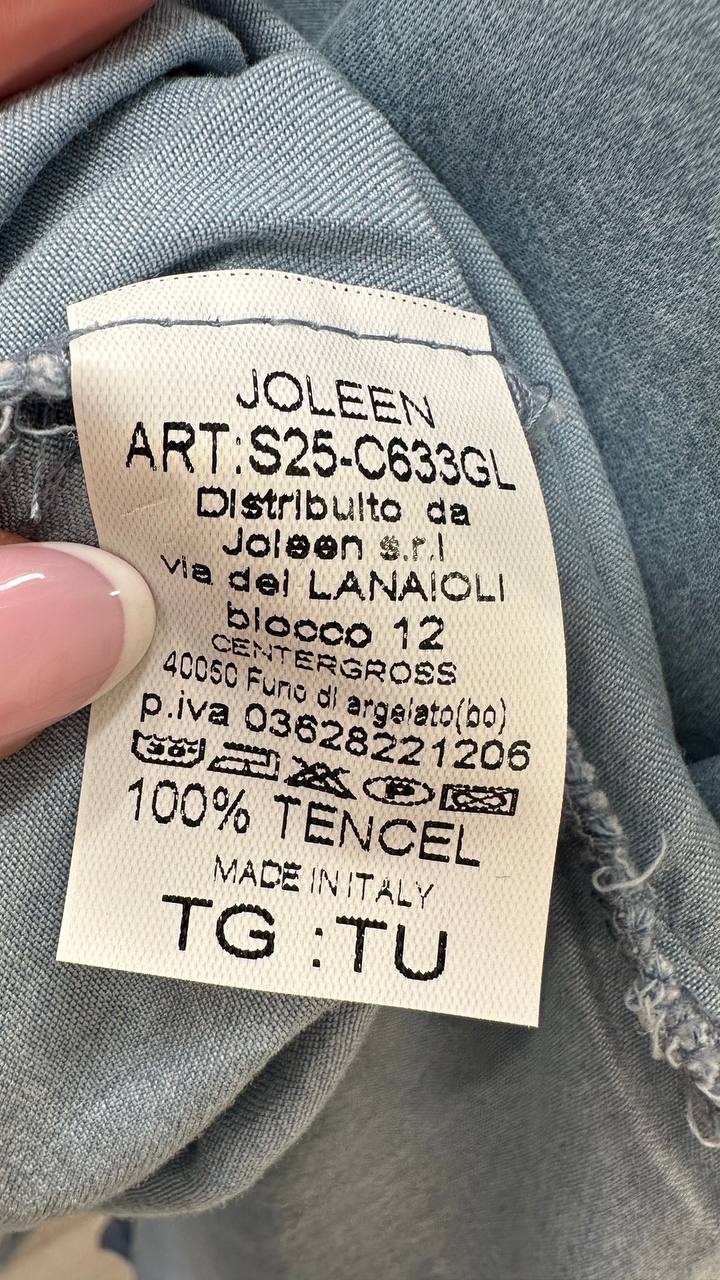 JOLEEN
ART:S25-C633GL
Distribuito da
Joleen s.r.l
via dei LANAIOLI
blocco 12
CENTERGROSS
40050 Funo di argelato(bo)
p.iva 03628221206
30° P
100% TENCEL
MADE IN ITALY
TG :TU